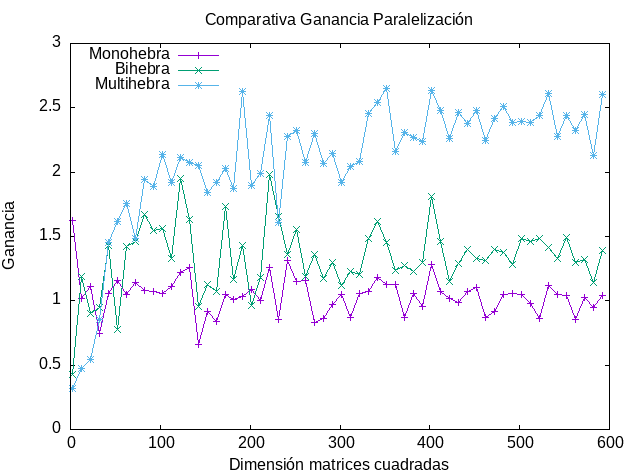 Comparativa Ganancia Paralelización
3
2.5
2
1.5
1
0.5
0
Monohebra
Bihebra
Multihebra
Ganancia
0 100 200 300 400 500 600
Dimensión matrices cuadradas